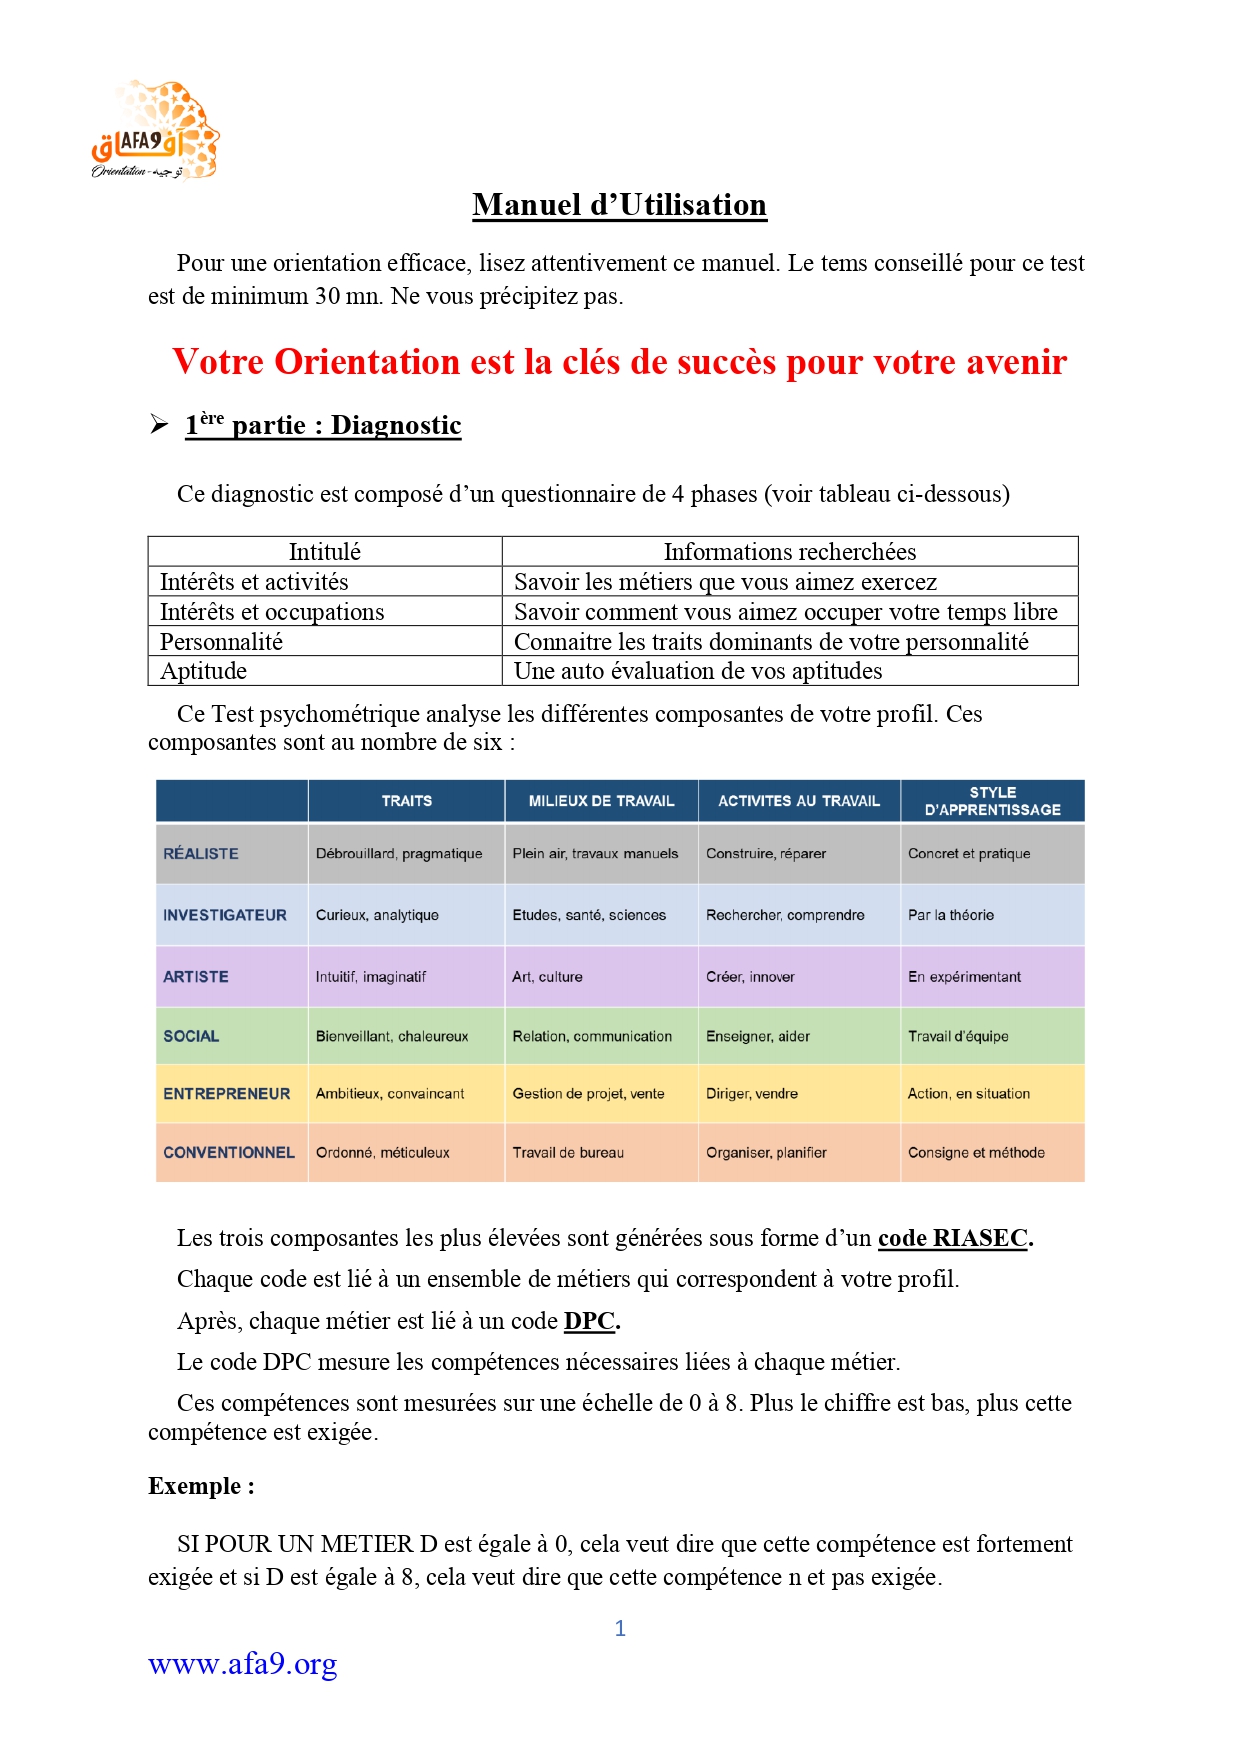 آفاق AFA9
Orientation - توجيه
Manuel d’Utilisation
Pour une orientation efficace, lisez attentivement ce manuel. Le tems conseillé pour ce test
est de minimum 30 mn. Ne vous précipitez pas.
Votre Orientation est la clés de succès pour votre avenir
➢ 1ère partie : Diagnostic
Ce diagnostic est composé d’un questionnaire de 4 phases (voir tableau ci-dessous)
Intitulé Informations recherchées
Intérêts et activités Savoir les métiers que vous aimez exercez
Intérêts et occupations Savoir comment vous aimez occuper votre temps libre
Personnalité Connaitre les traits dominants de votre personnalité
Aptitude Une auto évaluation de vos aptitudes
Ce Test psychométrique analyse les différentes composantes de votre profil. Ces
composantes sont au nombre de six :
TRAITS MILIEUX DE TRAVAIL ACTIVITES AU TRAVAIL STYLE
D’APPRENTISSAGE
RÉALISTE Débrouillard, pragmatique Plein air, travaux manuels Construire, réparer Concret et pratique
INVESTIGATEUR Curieux, analytique Etudes, santé, sciences Rechercher, comprendre Par la théorie
ARTISTE Intuitif, imaginatif Art, culture Créer, innover En expérimentant
SOCIAL Bienveillant, chaleureux Relation, communication Enseigner, aider Travail d’équipe
ENTREPRENEUR Ambitieux, convaincant Gestion de projet, vente Diriger, vendre Action, en situation
CONVENTIONNEL Ordonné, méticuleux Travail de bureau Organiser, planifier Consigne et méthode
Les trois composantes les plus élevées sont générées sous forme d’un code RIASEC.
Chaque code est lié à un ensemble de métiers qui correspondent à votre profil.
Après, chaque métier est lié à un code DPC.
Le code DPC mesure les compétences nécessaires liées à chaque métier.
Ces compétences sont mesurées sur une échelle de 0 à 8. Plus le chiffre est bas, plus cette
compétence est exigée.
Exemple :
SI POUR UN METIER D est égale à 0, cela veut dire que cette compétence est fortement
exigée et si D est égale à 8, cela veut dire que cette compétence n et pas exigée.
1
www.afa9.org